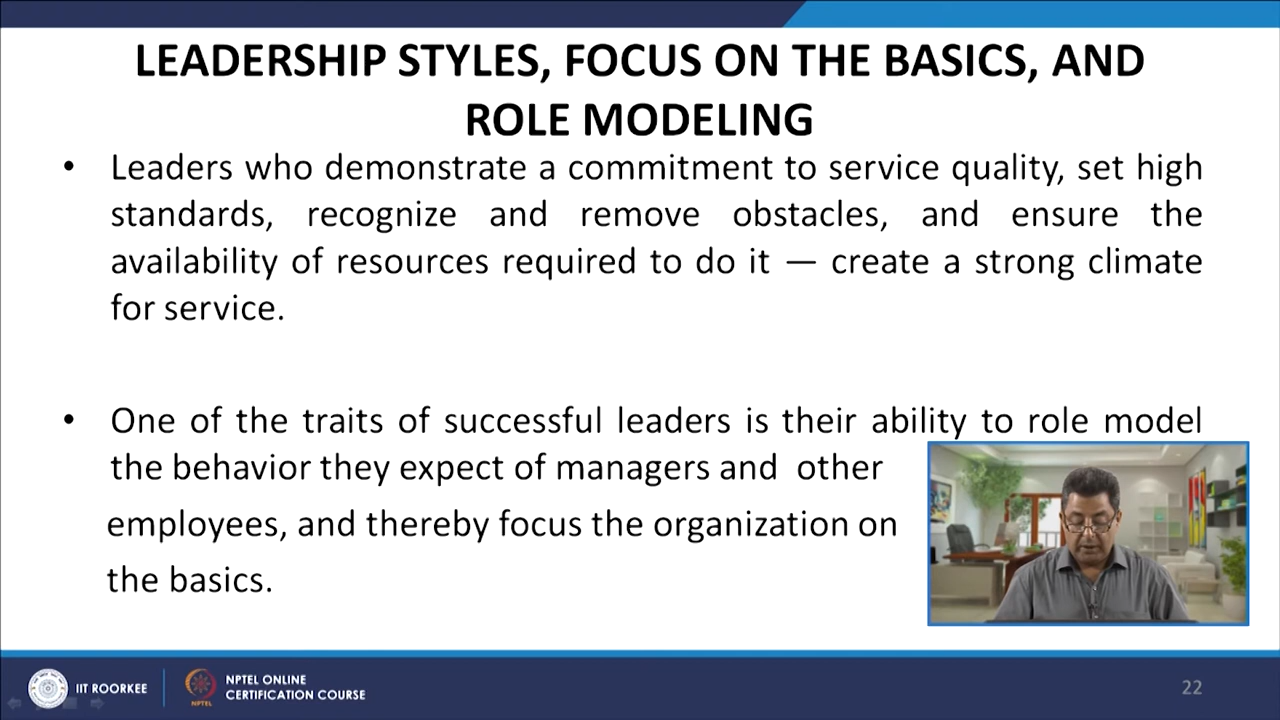 LEADERSHIP STYLES, FOCUS ON THE BASICS, AND
ROLE MODELING
• Leaders who demonstrate a commitment to service quality, set high
standards, recognize and remove obstacles, and ensure the
availability of resources required to do it — create a strong climate
for service.
• One of the traits of successful leaders is their ability to role model
the behavior they expect of managers and other
employees, and thereby focus the organization on
the basics.
IIT ROORKEE
NPTEL
NPTEL ONLINE
CERTIFICATION COURSE
22